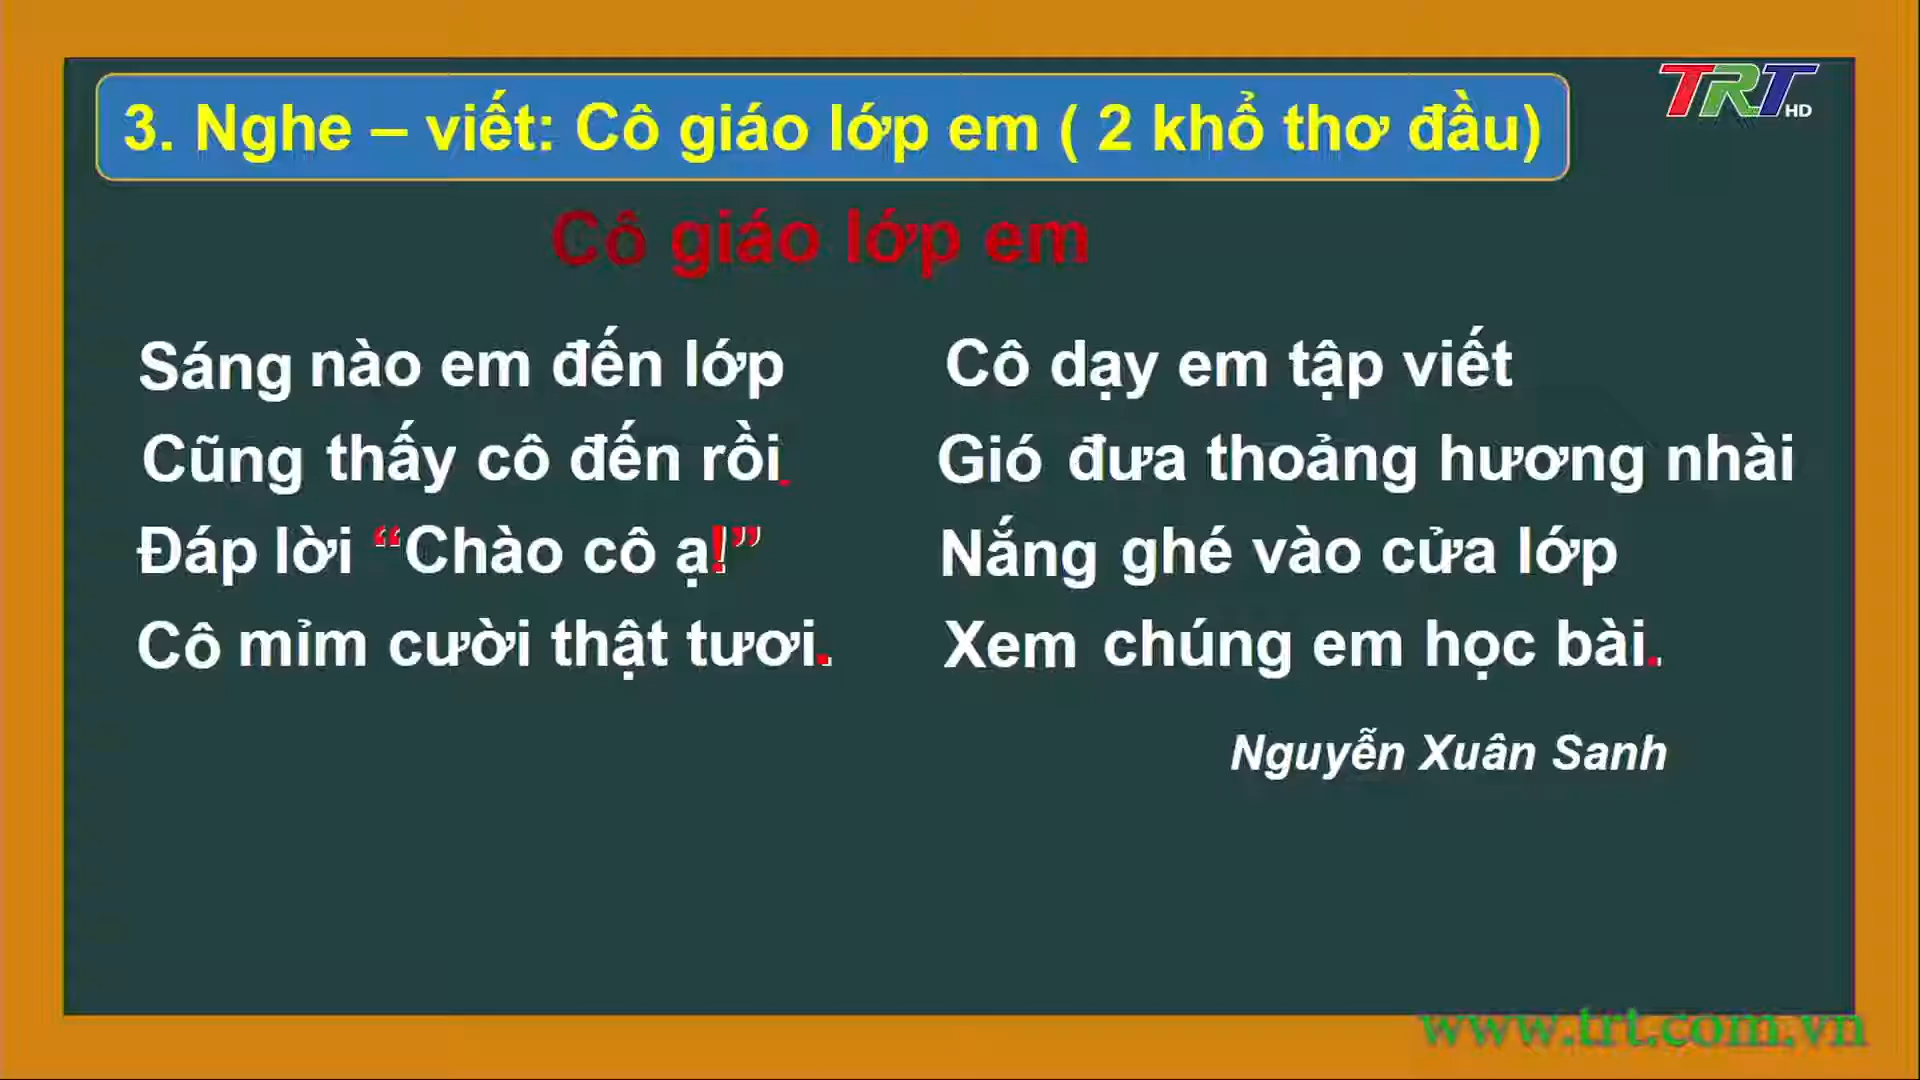 3. Nghe – viết: Cô giáo lớp em ( 2 khổ thơ đầu)
TRT HD
Cô giáo lớp em
Sáng nào em đến lớp
Cũng thấy cô đến rồi.
Đáp lời “Chào cô ạ!”
Cô mỉm cười thật tươi.
Cô dạy em tập viết
Gió đưa thoảng hương nhài
Nắng ghé vào cửa lớp
Xem chúng em học bài.
Nguyễn Xuân Sanh
www.trt.com.vn